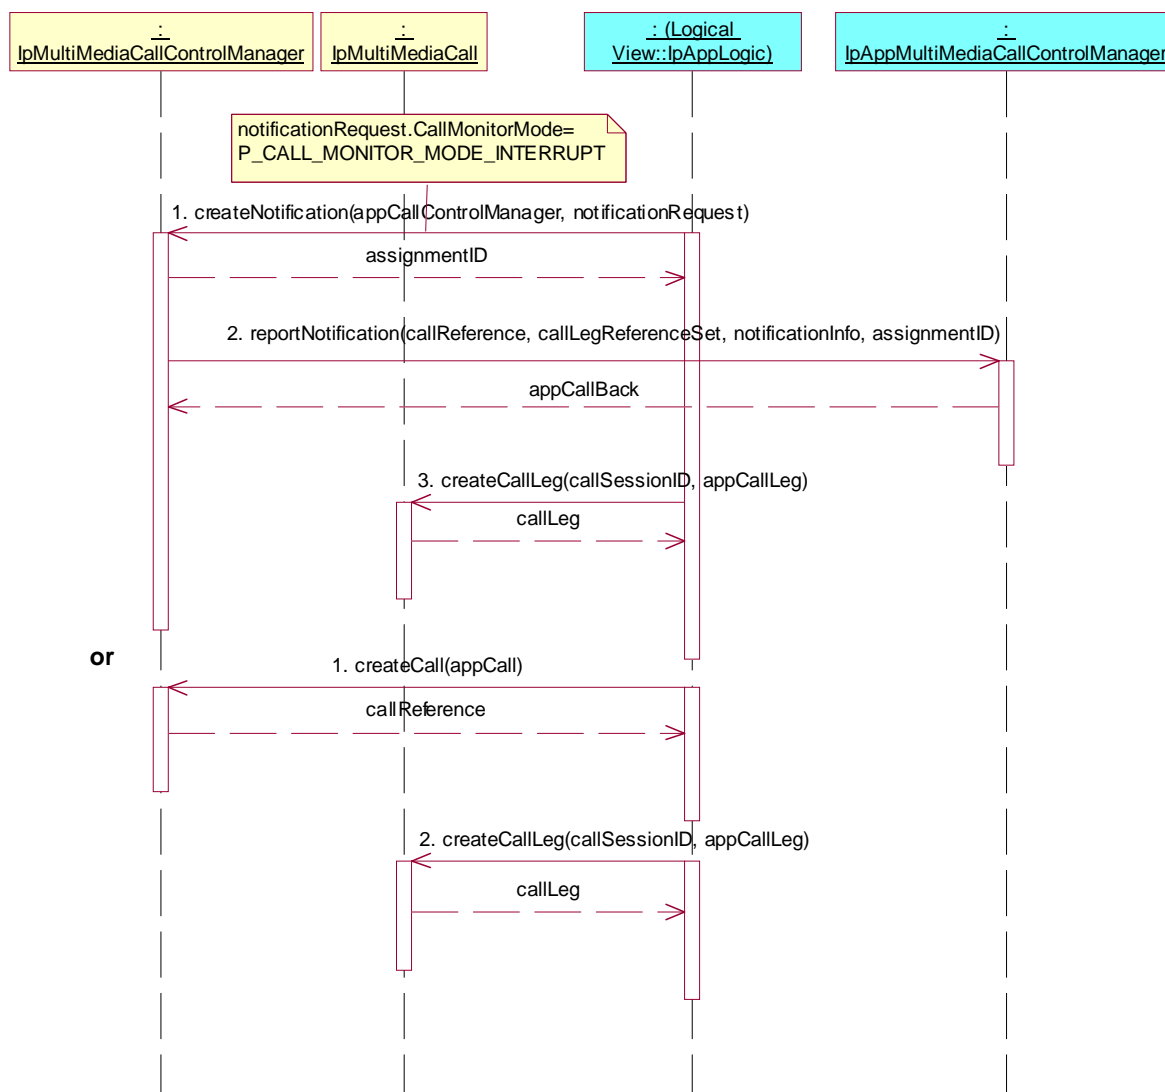 :
IpMultiMediaCallControlManager
:
IpMultiMediaCall
: (Logical
View::IpAppLogic)
:
IpAppMultiMediaCallControlManager
notificationRequest.CallMonitorMode=
P_CALL_MONITOR_MODE_INTERRUPT
1. createNotification(appCallControlManager, notificationRequest)
assignmentID
2. reportNotification(callReference, callLegReferenceSet, notificationInfo, assignmentID)
appCallBack
3. createCallLeg(callSessionID, appCallLeg)
callLeg
or
1. createCall(appCall)
callReference
2. createCallLeg(callSessionID, appCallLeg)
callLeg